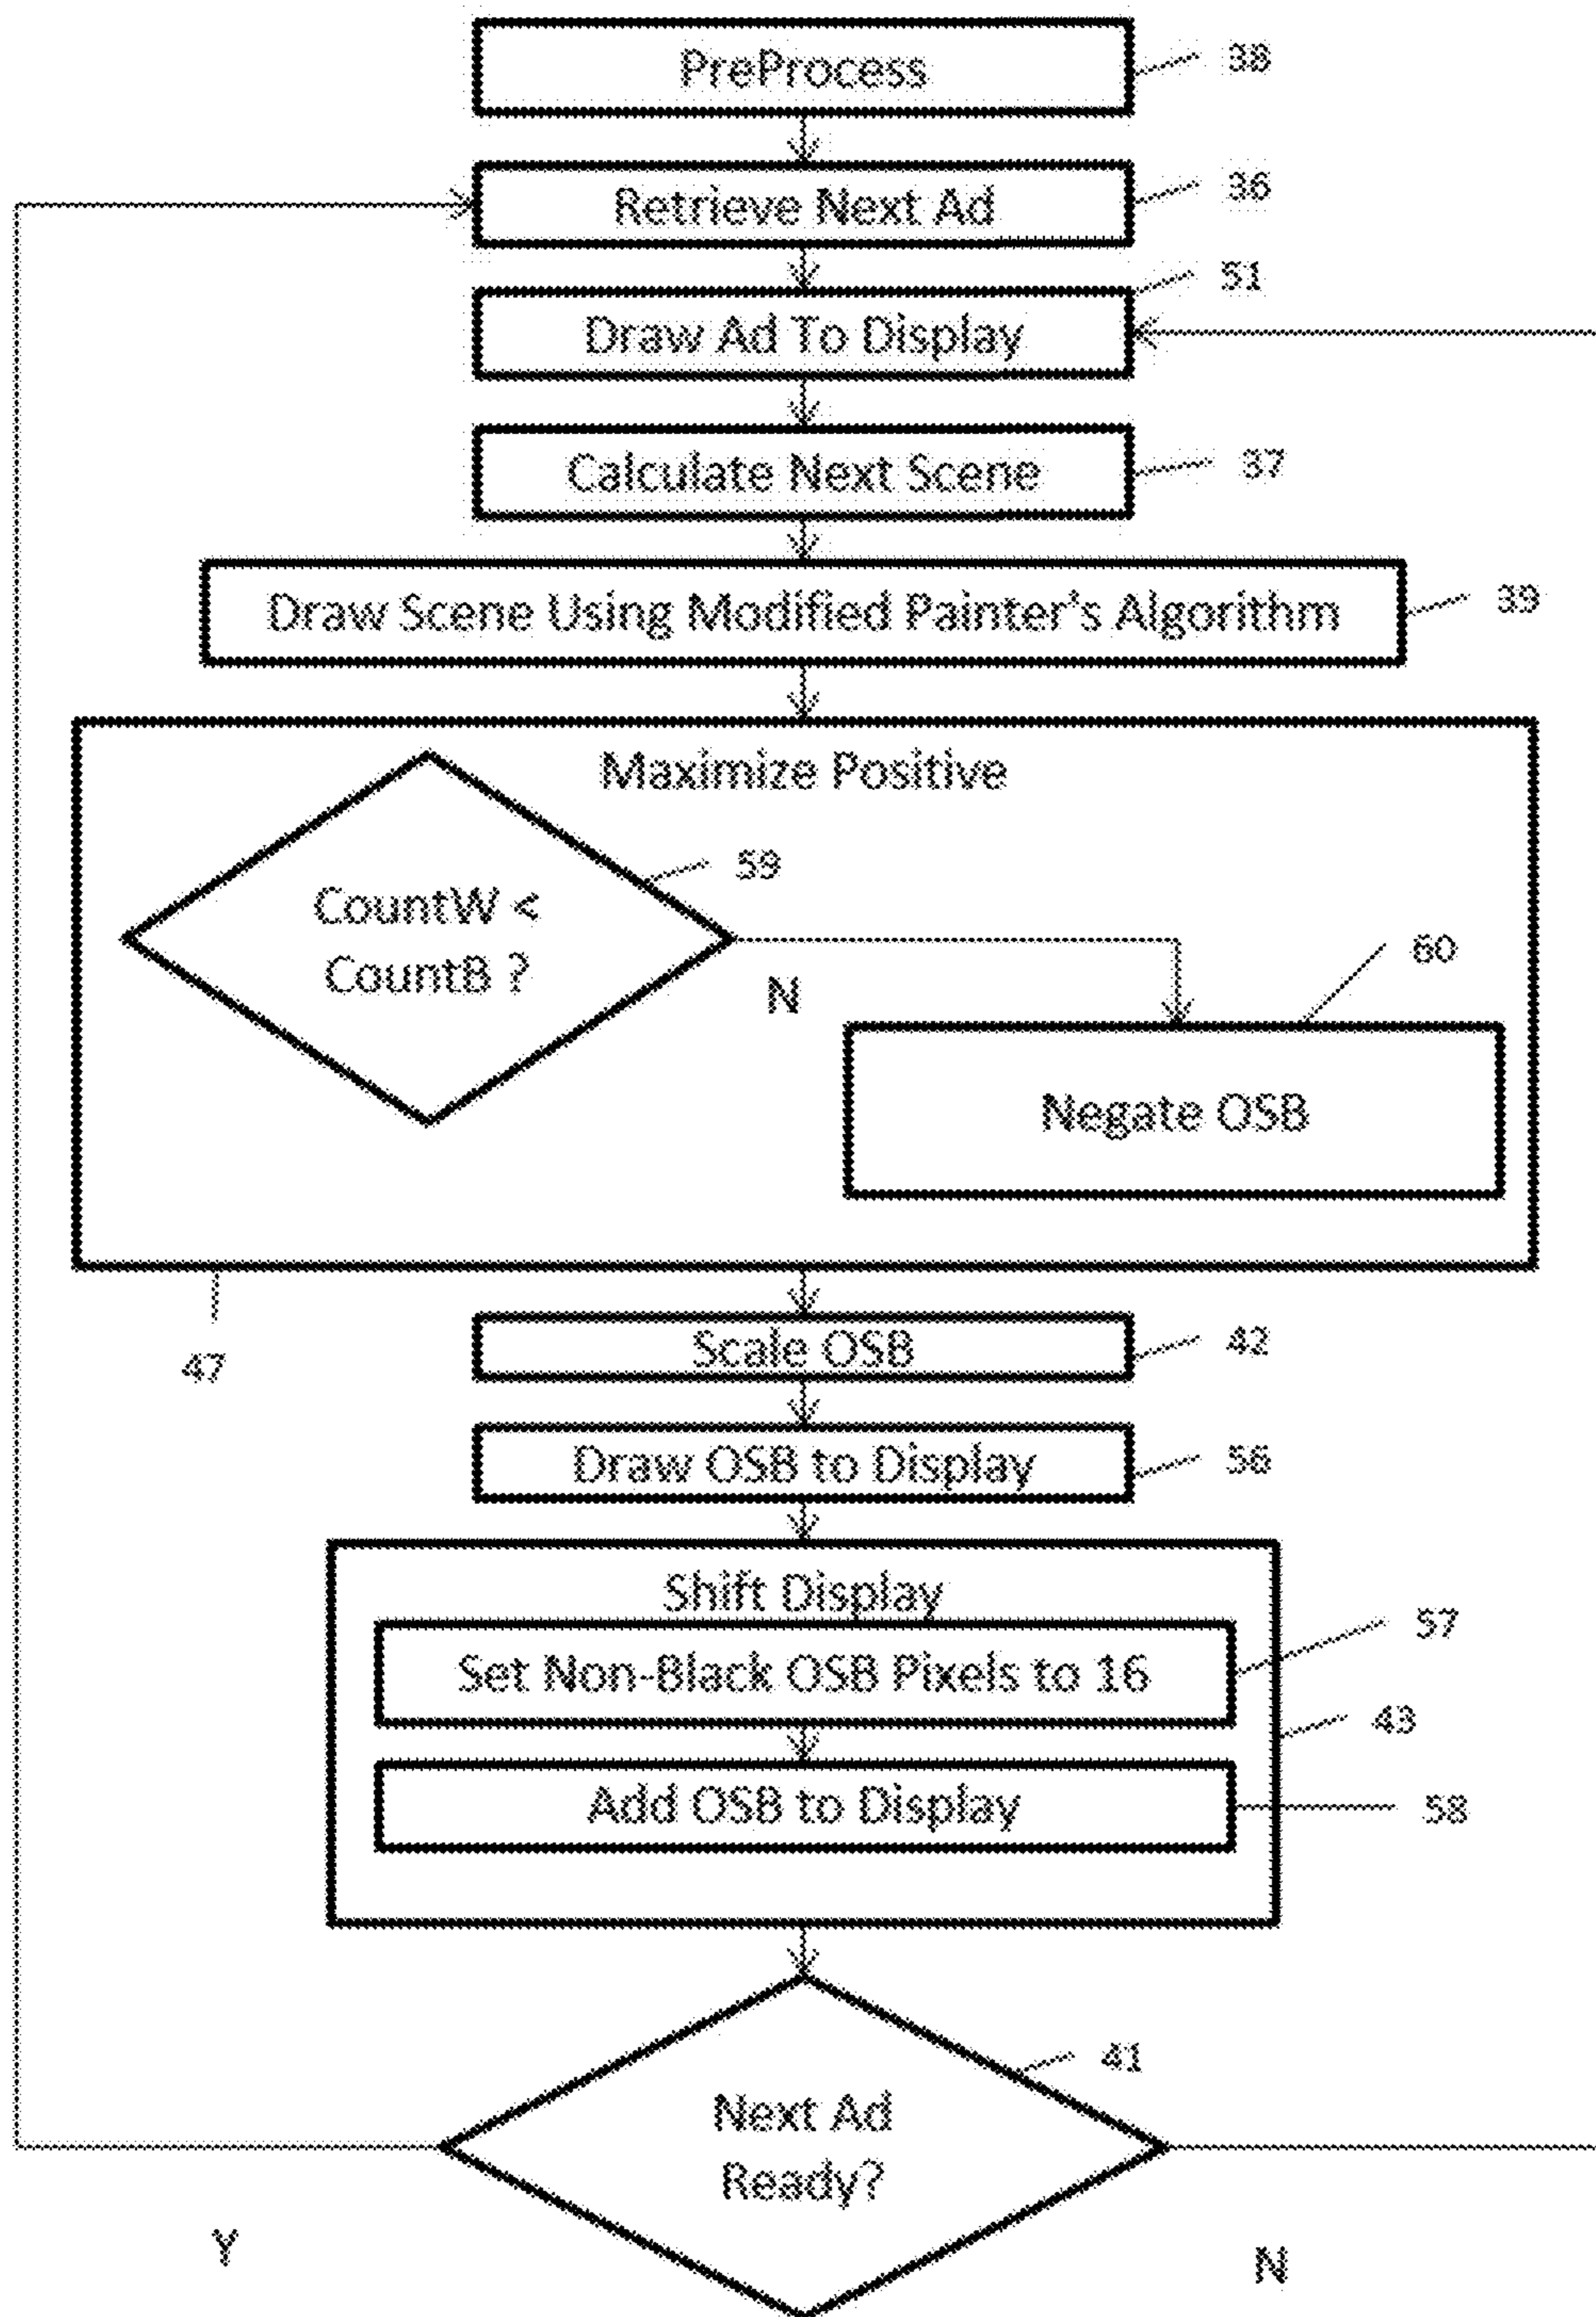 PreProcess
38
Retrieve Next Ad
36
51
Draw Ad To Display
Calculate Next Scene
37
Draw Scene Using Modified Painter's Algorithm
39
Maximize Positive
59
CountW <
CountB ?
N
60
Negate OSB
47
Scale OSB
42
Draw OSB to Display
56
Shift Display
57
Set Non-Black OSB Pixels to 16
43
Add OSB to Display
58
41
Next Ad
Ready?
Y
N